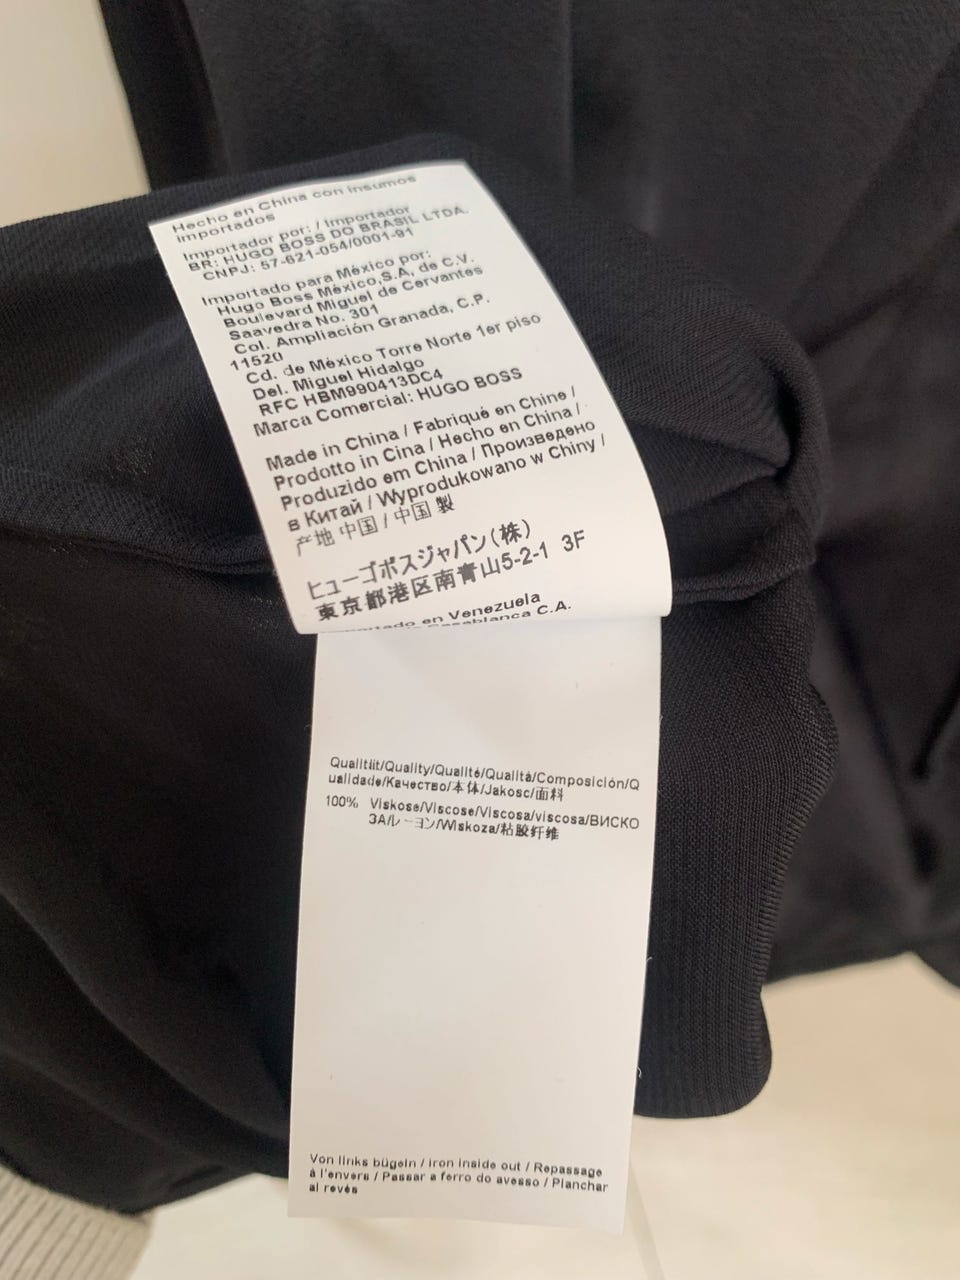 Hecho en China con insumos
importados
Importador por: / Importador
BR: HUGO BOSS DO BRASIL LTDA.
CNPJ: 57-621-054/0001-91
Importado para México por:
Hugo Boss México,S.A, de C.V.
Boulevard Miguel de Cervantes
Saavedra No. 301
Col. Ampliación Granada, C.P.
11520
Cd. de México Torre Norte 1er piso
Del. Miguel Hidalgo
RFC HBM990413DC4
Marca Comercial: HUGO BOSS
Made in China / Fabriqué en Chine /
Prodotto in Cina / Hecho en China /
Produzido em China / Произведено
в Китай / Wyprodukowano w Chiny /
产地 中国 / 中国 製
ヒューゴボスジャパン(株)
東京都港区南青山5-2-1 3F
en Venezuela
Casablanca C.A.
Qualitlit/Quality/Qualité/Qualità/Composición/Q
ualidade/Качество/本体/Jakosc/面料
100% Viskose/Viscose/Viscosa/viscosa/ВИСКО
ЗА/レーヨン/Wiskoza/粘胶纤维
Von links bügeln / iron inside out / Repassage
à l'envers / Passar a ferro do avesso / Planchar
al revés